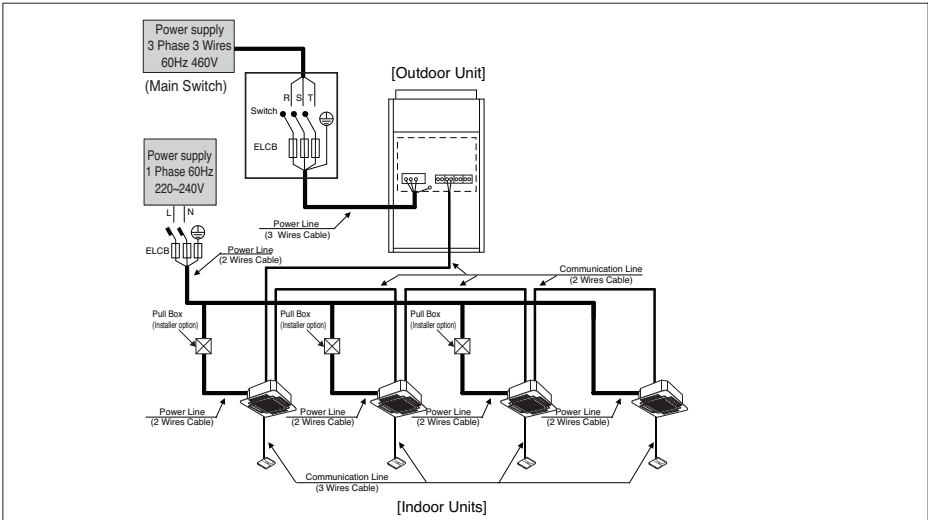 Power supply
3 Phase 3 Wires
60Hz 460V
(Main Switch)
[Outdoor Unit]
R S T
Switch
ELCB
Power supply
1 Phase 60Hz
220~240V
L N
ELCB
Power Line
(2 Wires Cable)
Power Line
(3 Wires Cable)
Communication Line
(2 Wires Cable)
Pull Box
(Installer option)
Pull Box
(Installer option)
Pull Box
(Installer option)
Power Line
(2 Wires Cable)
Power Line
(2 Wires Cable)
Power Line
(2 Wires Cable)
Power Line
(2 Wires Cable)
Communication Line
(3 Wires Cable)
[Indoor Units]